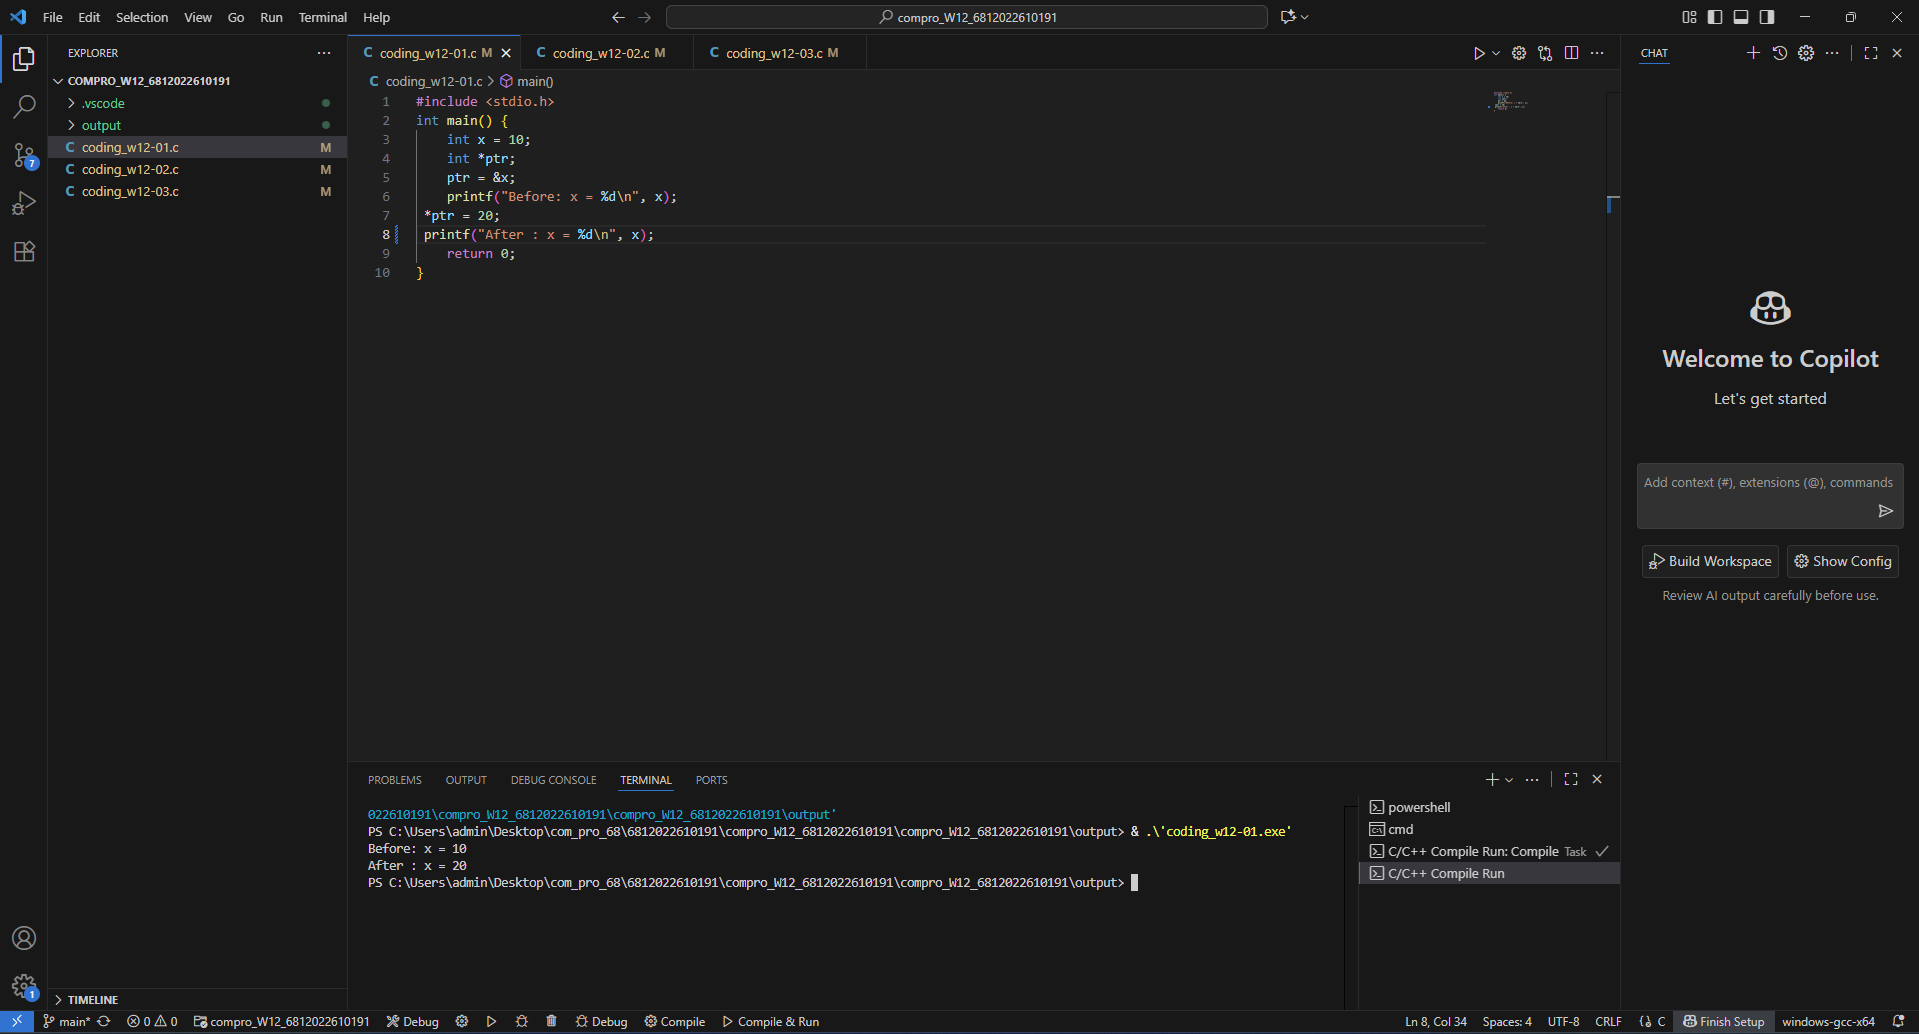 File Edit Selection View Go Run Terminal Help
compro_W12_6812022610191
EXPLORER
COMPRO_W12_6812022610191
.vscode
output
coding_w12-01.c M
coding_w12-02.c M
coding_w12-03.c M
TIMELINE
C coding_w12-01.c M
C coding_w12-02.c M
C coding_w12-03.c M
C coding_w12-01.c > main()
1 #include <stdio.h>
2 int main() {
3 int x = 10;
4 int *ptr;
5 ptr = &x;
6 printf("Before: x = %d\n", x);
7 *ptr = 20;
8 printf("After : x = %d\n", x);
9 return 0;
10 }
PROBLEMS OUTPUT DEBUG CONSOLE TERMINAL PORTS
022610191\compro_W12_6812022610191\compro_W12_6812022610191\output'
PS C:\Users\admin\Desktop\com_pro_68\6812022610191\compro_W12_6812022610191\compro_W12_6812022610191\output> & .\'coding_w12-01.exe'
Before: x = 10
After : x = 20
PS C:\Users\admin\Desktop\com_pro_68\6812022610191\compro_W12_6812022610191\compro_W12_6812022610191\output>
powershell
cmd
C/C++ Compile Run: Compile Task
C/C++ Compile Run
CHAT
Welcome to Copilot
Let's get started
Add context (#), extensions (@), commands
Build Workspace Show Config
Review AI output carefully before use.
7
1
main* 0 0 compro_W12_6812022610191 Debug Debug Compile Compile & Run Ln 8, Col 34 Spaces: 4 UTF-8 CRLF {} C Finish Setup windows-gcc-x64